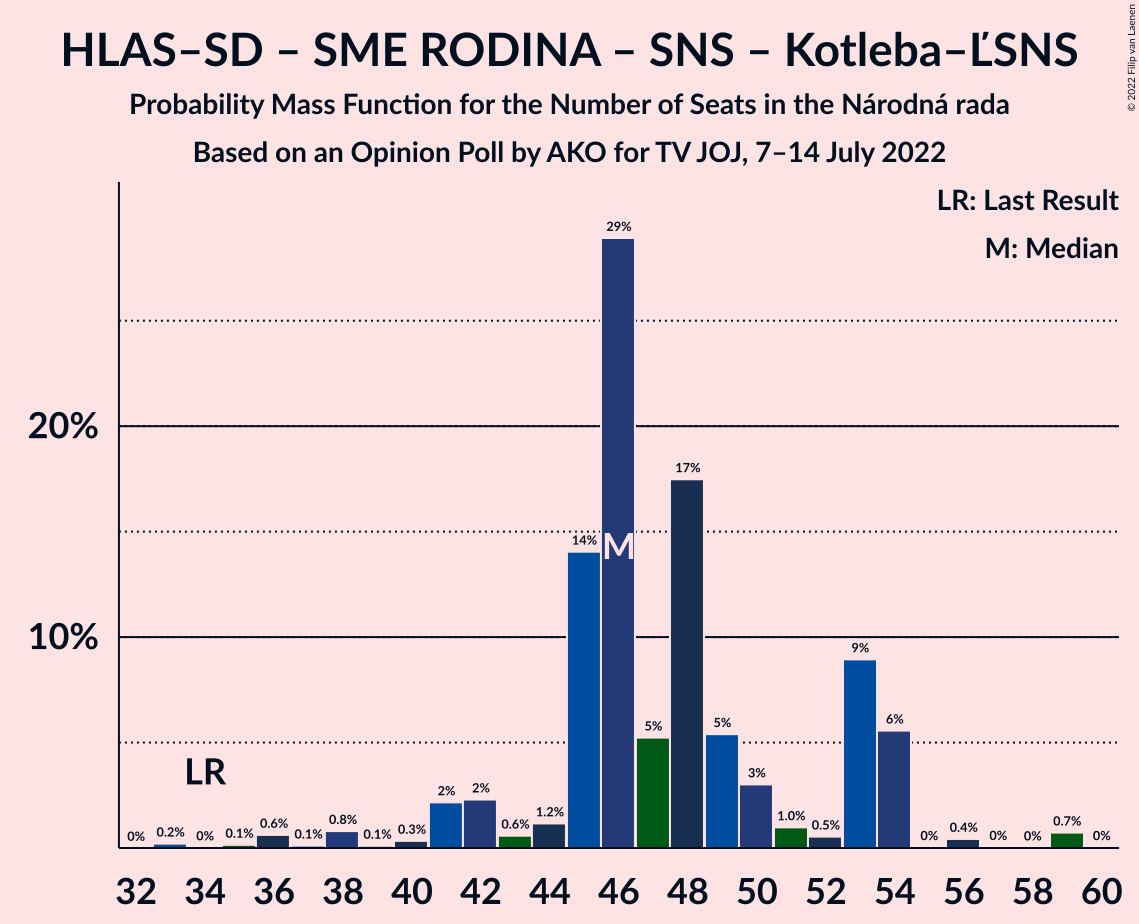 HLAS–SD – SME RODINA – SNS – Kotleba–ĽSNS
Probability Mass Function for the Number of Seats in the Národná rada
Based on an Opinion Poll by AKO for TV JOJ, 7–14 July 2022
© 2022 Filip van Laenen
LR: Last Result
M: Median
20%
10%
LR
M
0% 0.2% 0% 0.1% 0.6% 0.1% 0.8% 0.1% 0.3% 2% 2% 0.6% 1.2% 14% 29% 5% 17% 5% 3% 1.0% 0.5% 9% 6% 0% 0.4% 0% 0% 0.7% 0%
32 34 36 38 40 42 44 46 48 50 52 54 56 58 60